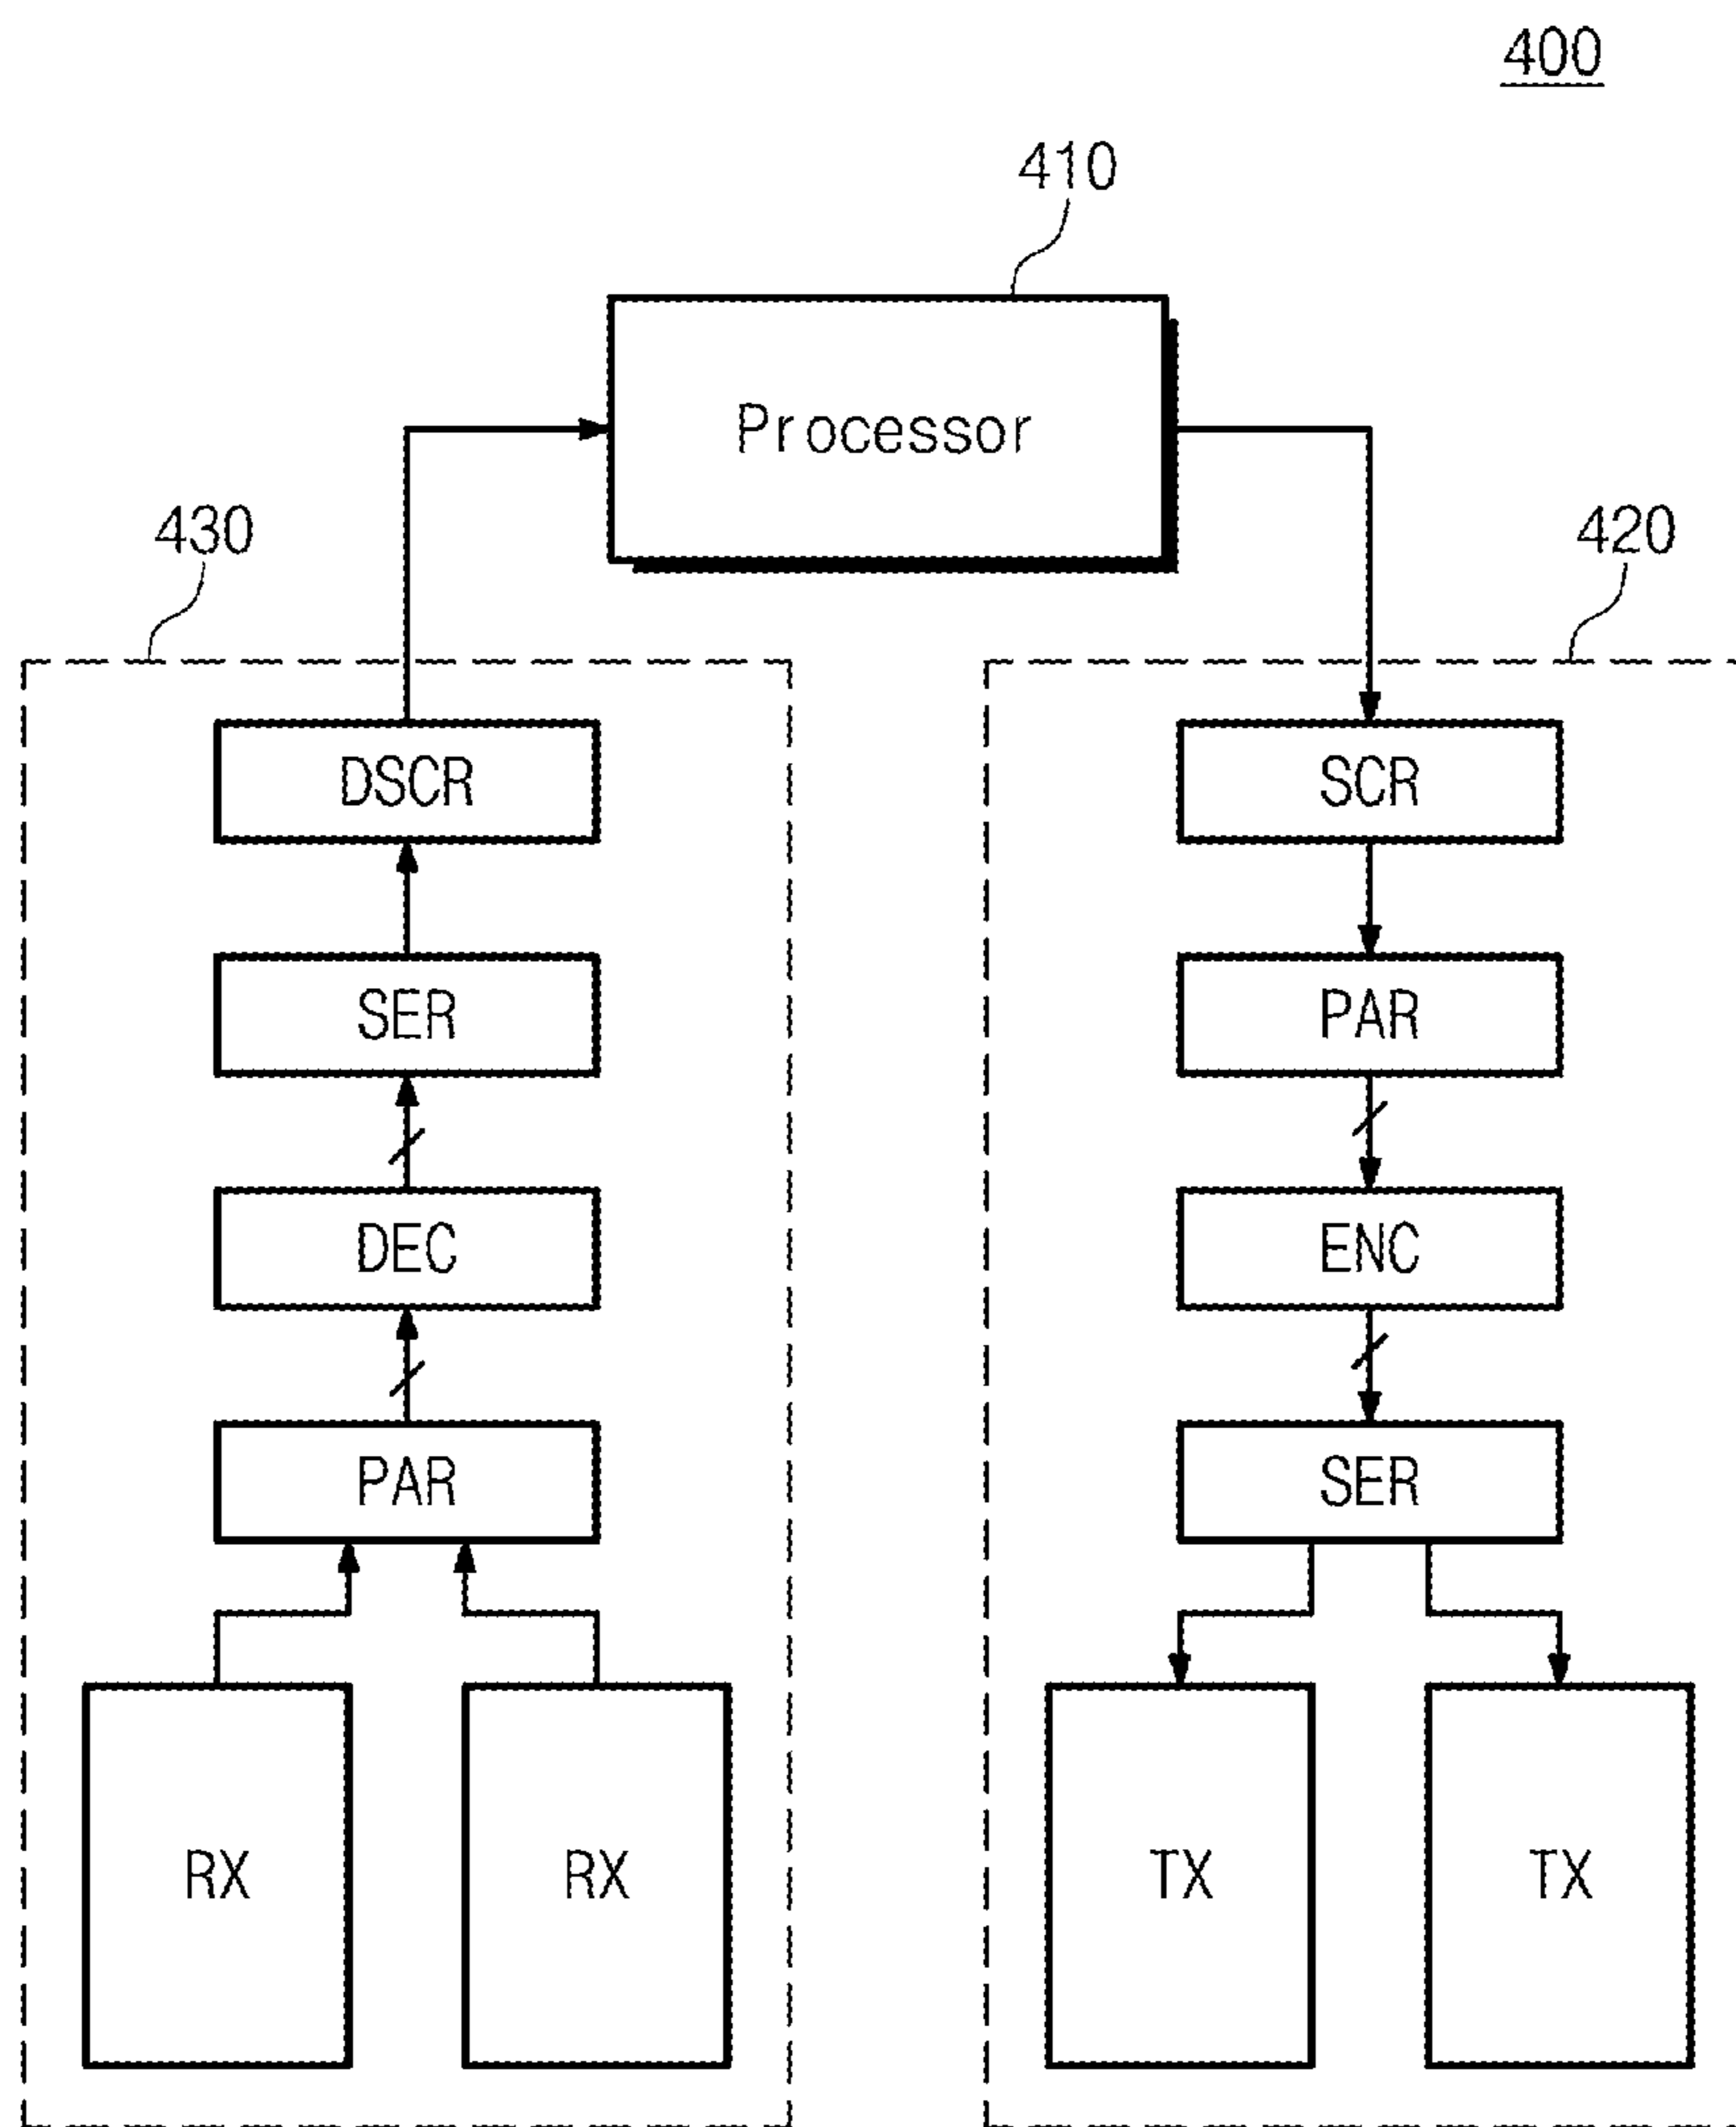 400
410
Processor
430
420
DSCR
SCR
SER
PAR
DEC
ENC
PAR
SER
RX
RX
TX
TX